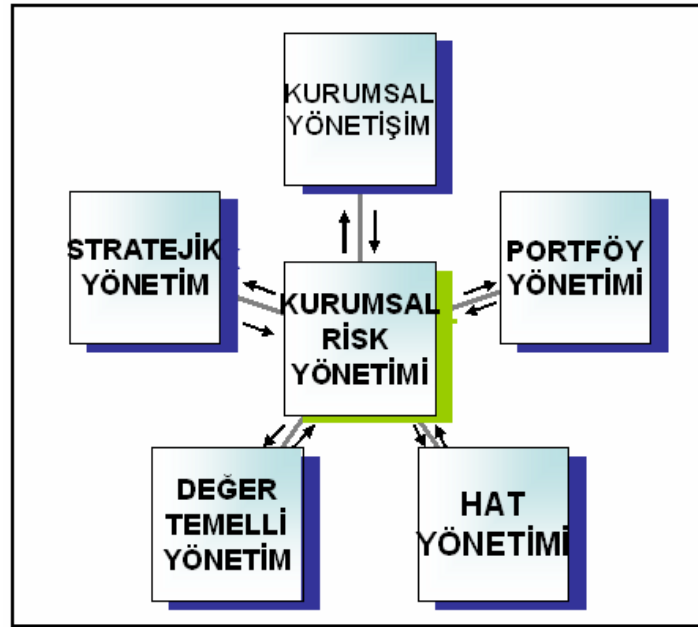 KURUMSAL
YÖNETİŞİM
STRATEJİK
YÖNETİM
PORTFÖY
YÖNETİMİ
KURUMSAL
RİSK
YÖNETİMİ
DEĞER
TEMELLİ
YÖNETİM
HAT
YÖNETİMİ